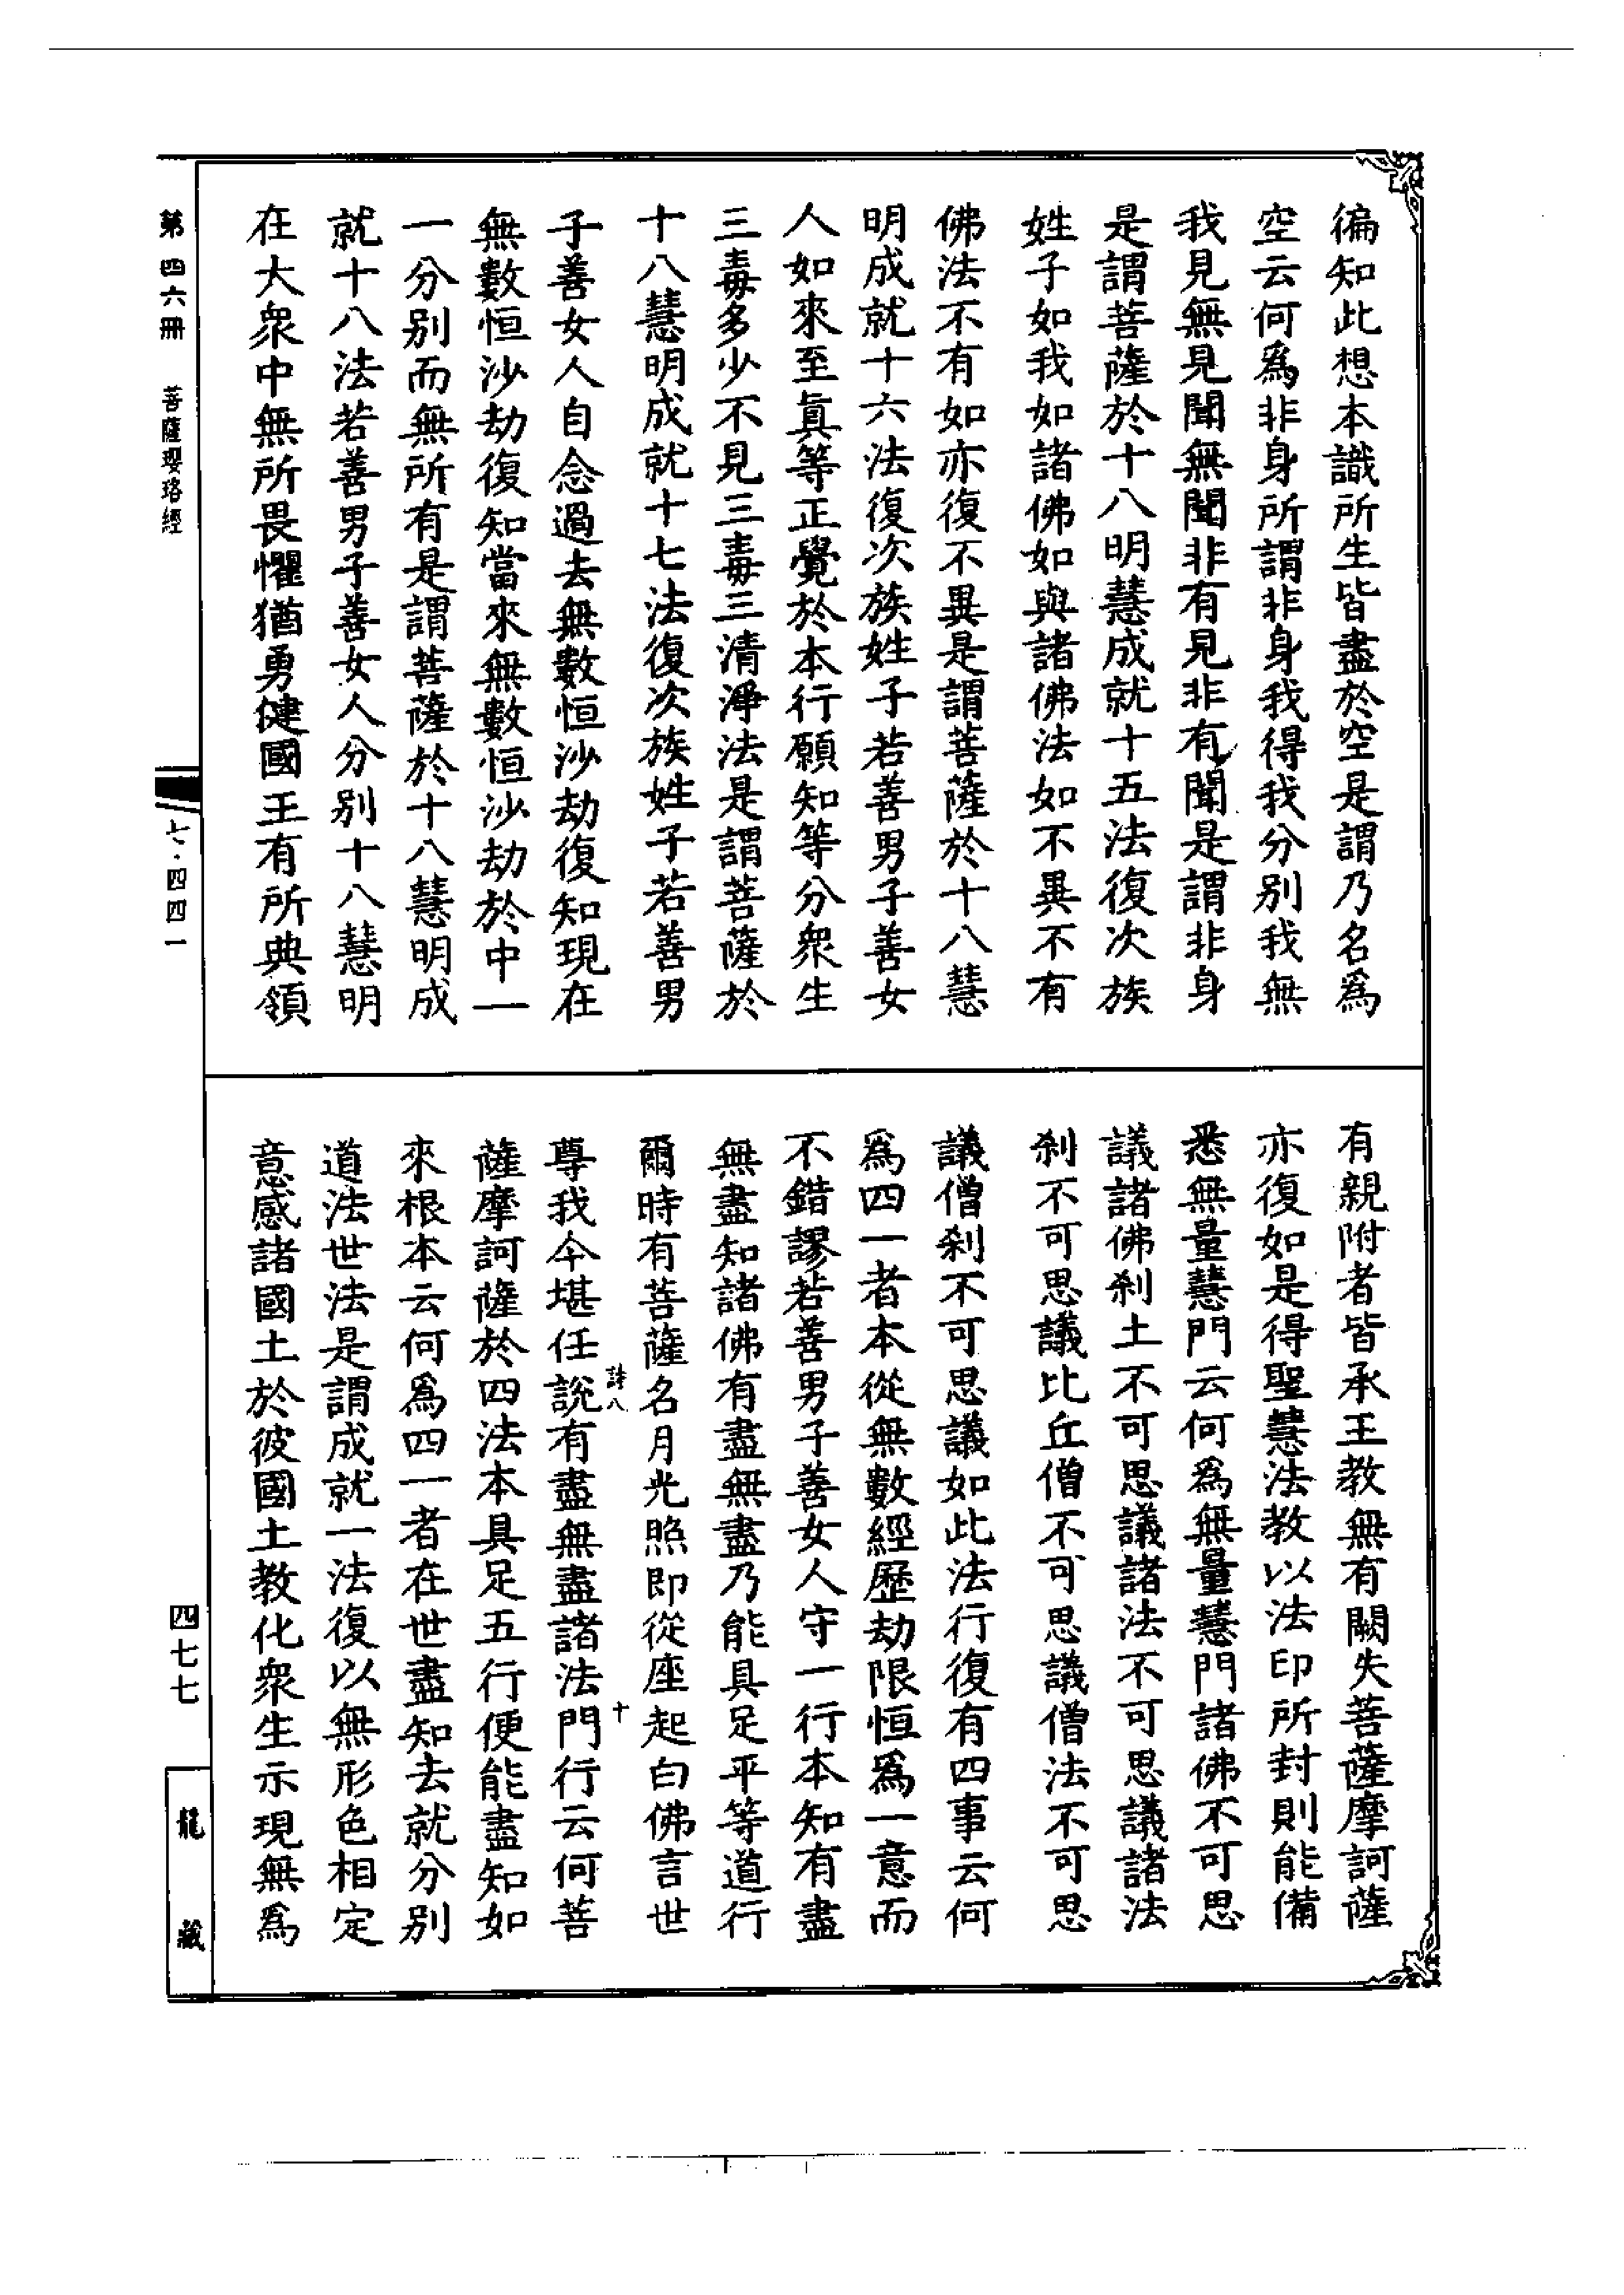 徧知此想本識所生皆盡於空是謂乃名爲
空云何爲非身所謂非身我得我分别我無
我見無見聞無聞非有見非有聞是謂非身
是謂菩薩於十八明慧成就十五法復次族
姓子如我如諸佛如與諸佛法如不異不有
佛法不有如亦復不異是謂菩薩於十八慧
明成就十六法復次族姓子若善男子善女
人如來至真等正覺於本行願知等分衆生
三毒多少不見三毒三清淨法是謂菩薩於
十八慧明成就十七法復次族姓子若善男
子善女人自念過去無數恒沙劫復知現在
無數恒沙劫復知當來無數恒沙劫於中一
一分别而無所有是謂菩薩於十八慧明成
就十八法若善男子善女人分别十八慧明
在大衆中無所畏懼猶勇健國王有所典領
有親附者皆承王教無有闕失菩薩摩訶薩
亦復如是得聖慧法教以法印所封則能備
悉無量慧門云何爲無量慧門諸佛不可思
議諸佛刹土不可思議諸法不可思議諸法
刹不可思議比丘僧不可思議僧法不可思
議僧刹不可思議如此法行復有四事云何
爲四一者本從無數經歷劫限恒爲一意而
不錯謬若善男子善女人守一行本知有盡
無盡知諸佛有盡無盡乃能具足平等道行
爾時有菩薩名月光照即從座起白佛言世
詩八 十
尊我今堪任説有盡無盡諸法門行云何菩
薩摩訶薩於四法本具足五行便能盡知如
來根本云何爲四一者在世盡知去就分别
道法世法是謂成就一法復以無形色相定
意感諸國土於彼國土教化衆生示現無爲
第四六冊 菩薩瓔珞經
七·四四一
四七七
龍藏